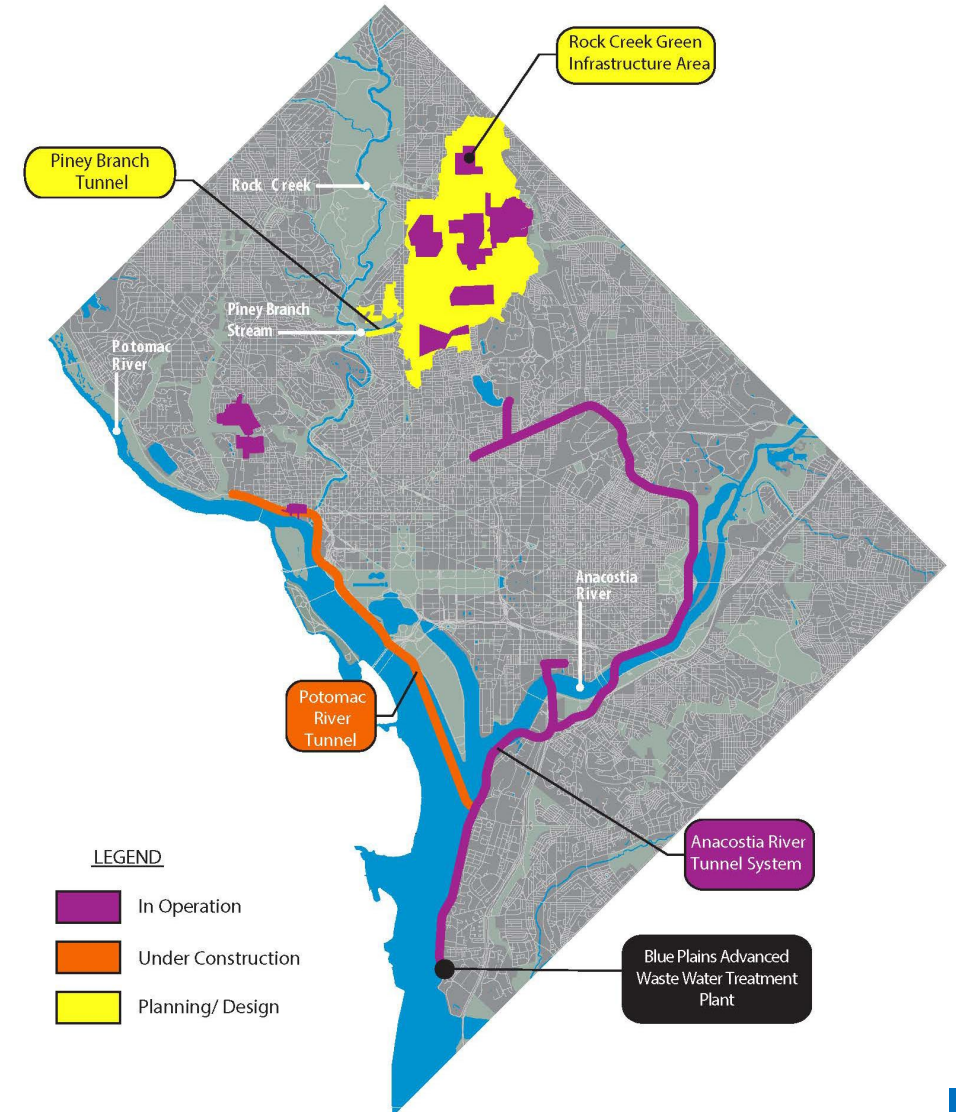 Rock Creek Green
Infrastructure Area
Piney Branch
Tunnel
Rock Creek
Piney Branch
Stream
Potomac
River
Anacostia
River
Potomac
River
Tunnel
Anacostia River
Tunnel System
LEGEND
In Operation
Under Construction
Planning/ Design
Blue Plains Advanced
Waste Water Treatment
Plant